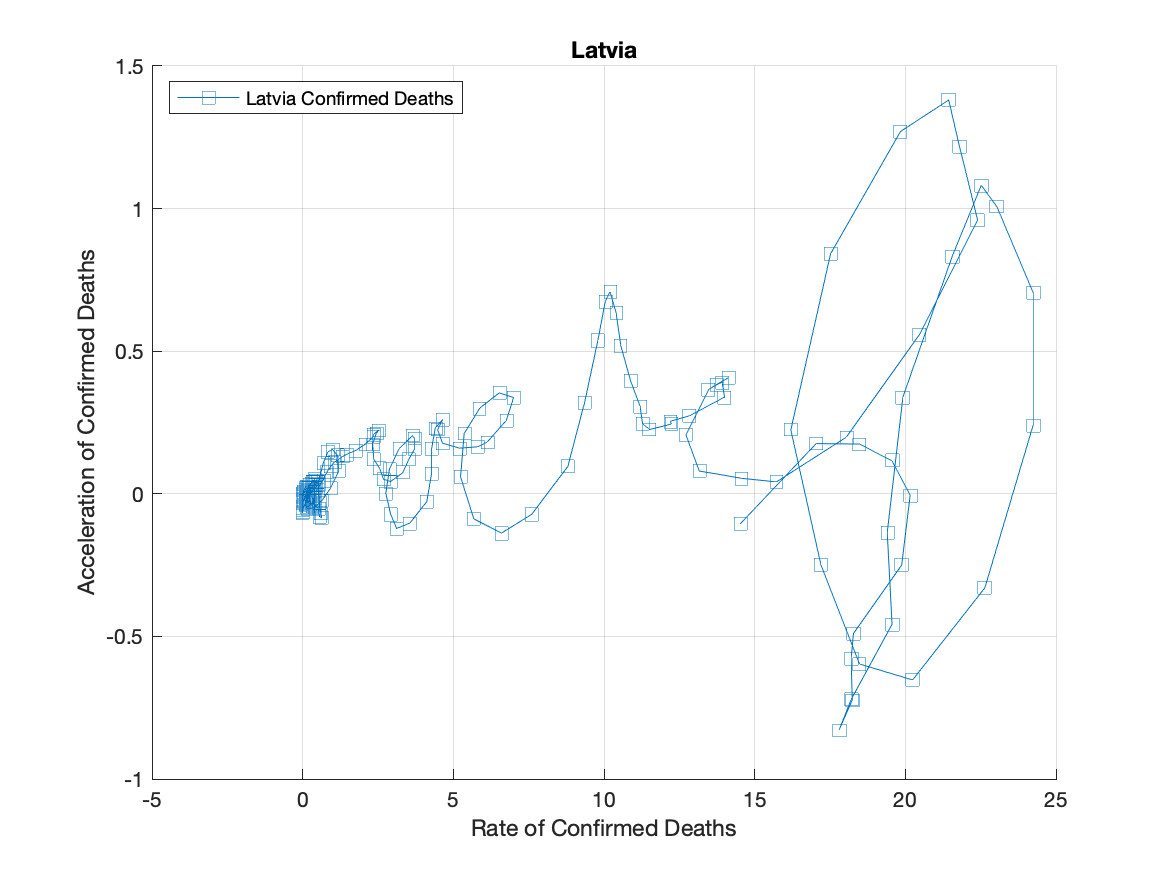 Latvia
1.5
Latvia Confirmed Deaths
1
0.5
0
-0.5
-1
Acceleration of Confirmed Deaths
-5 0 5 10 15 20 25
Rate of Confirmed Deaths